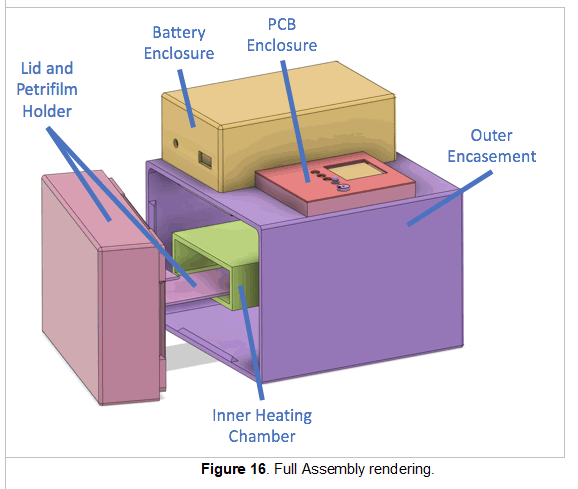 PCB
Enclosure
Battery
Enclosure
Lid and
Petrifilm
Holder
Outer
Encasement
Inner Heating
Chamber
Figure 16. Full Assembly rendering.